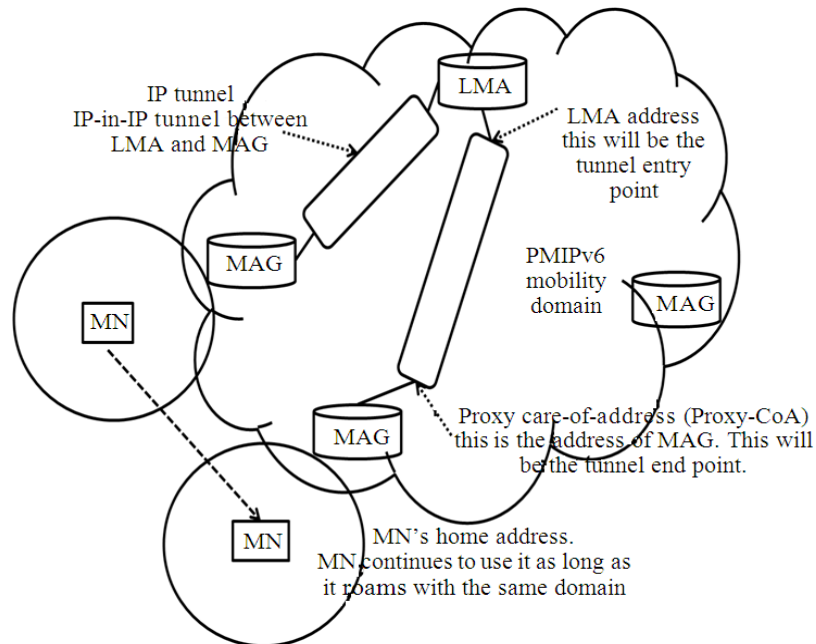 LMA
IP tunnel
IP-in-IP tunnel between
LMA and MAG
LMA address
this will be the
tunnel entry
point
MAG
PMIPv6
mobility
domain
MAG
MN
Proxy care-of-address (Proxy-CoA)
this is the address of MAG. This will
be the tunnel end point.
MAG
MN
MN's home address.
MN continues to use it as long as
it roams with the same domain